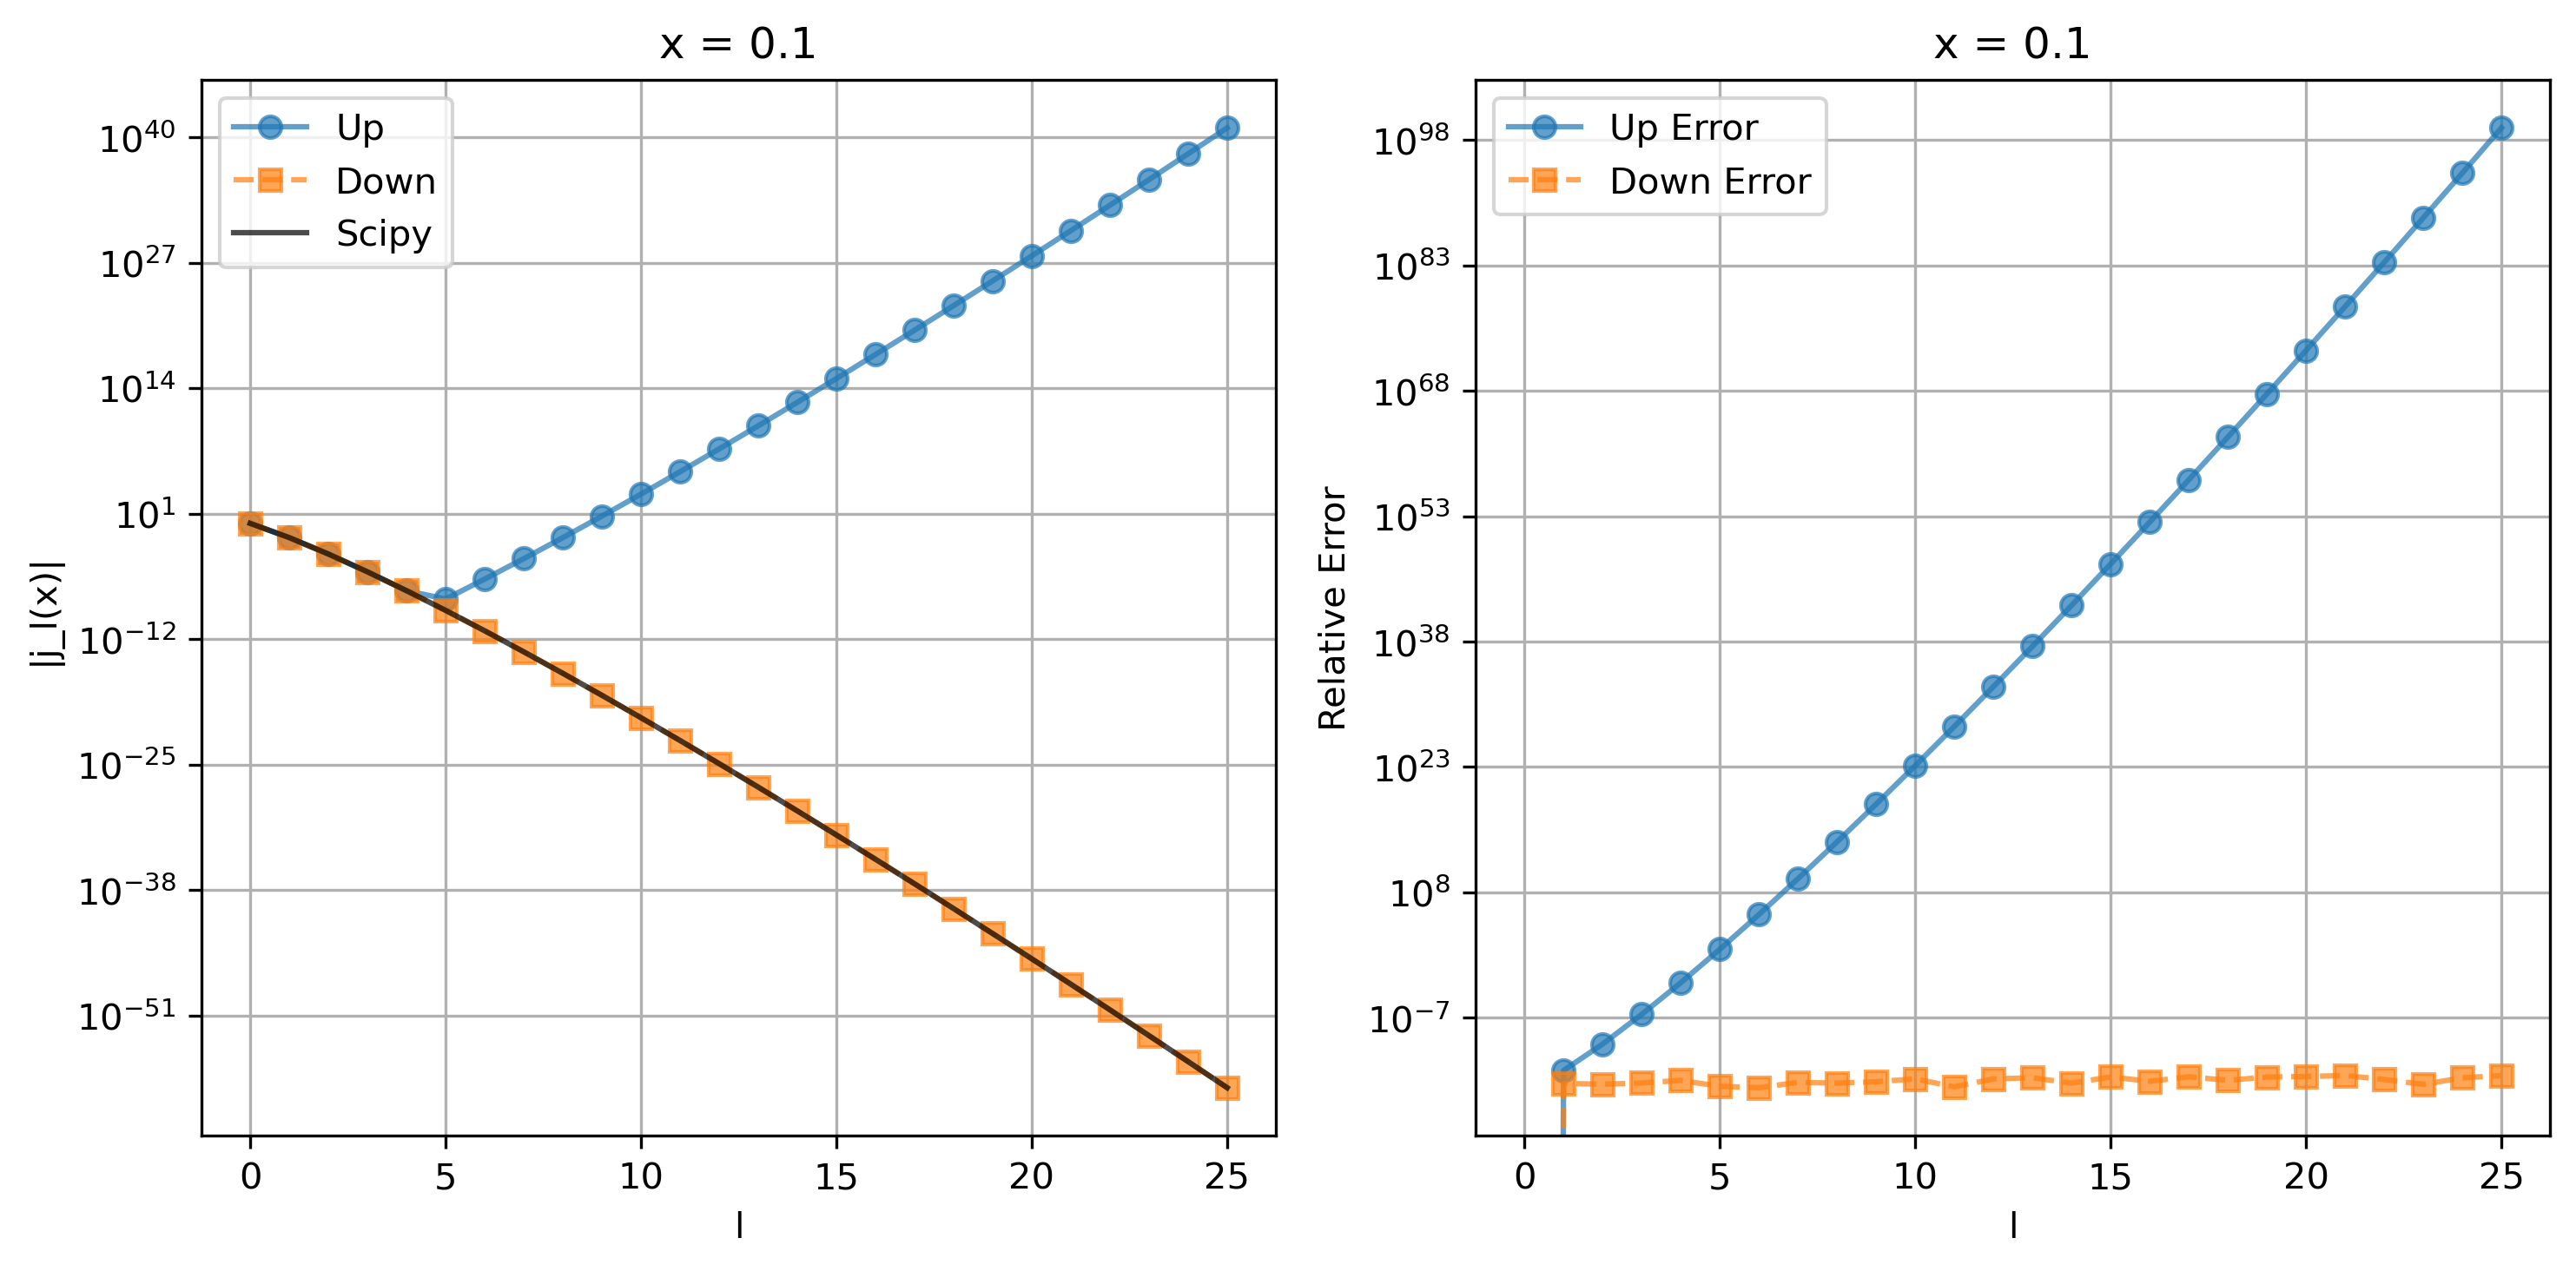 x = 0.1
Up
Down
Scipy
|j_l(x)|
10^40
10^27
10^14
10^1
10^−12
10^−25
10^−38
10^−51
0 5 10 15 20 25
l
x = 0.1
Up Error
Down Error
Relative Error
10^98
10^83
10^68
10^53
10^38
10^23
10^8
10^−7
0 5 10 15 20 25
l